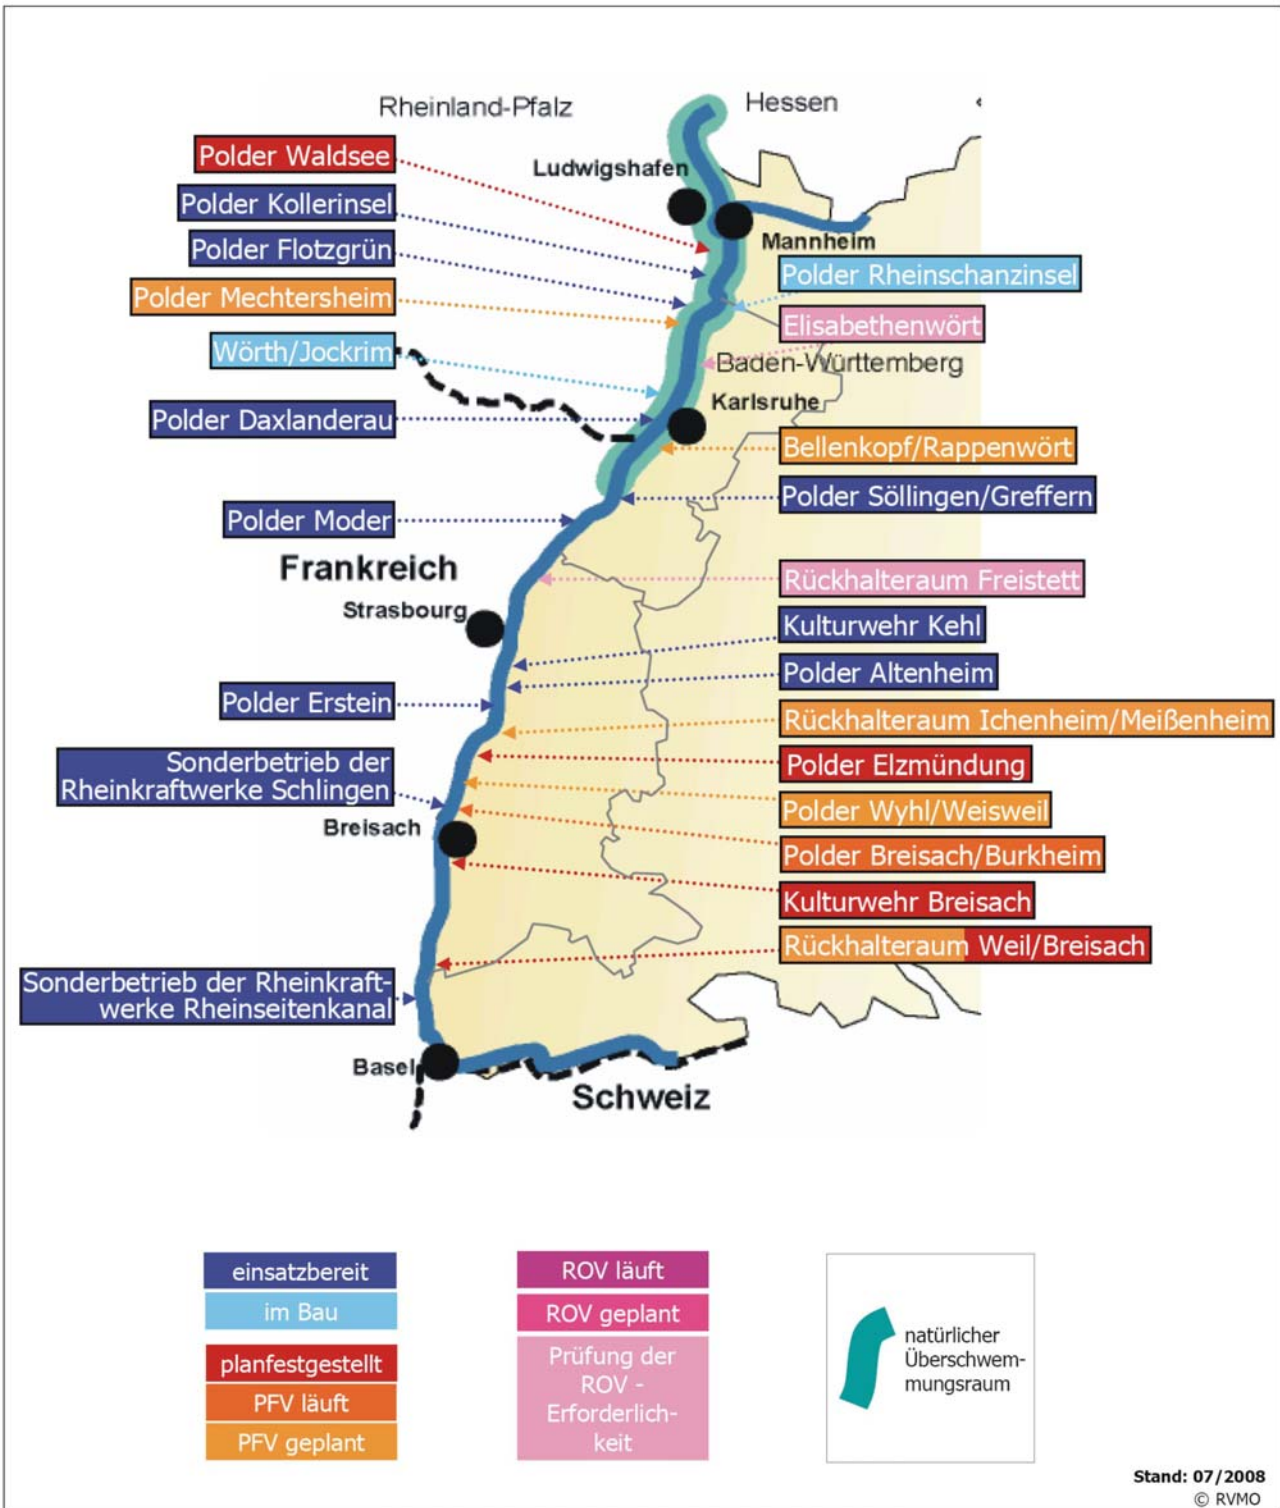 Rheinland-Pfalz
Hessen
Polder Waldsee
Ludwigshafen
Polder Kollerinsel
Mannheim
Polder Flotzgrün
Polder Rheinschanzinsel
Polder Mechtersheim
Elisabethenwört
Wörth/Jockrim
Baden-Württemberg
Karlsruhe
Polder Daxlanderau
Bellenkopf/Rappenwört
Polder Söllingen/Greffern
Polder Moder
Frankreich
Rückhalteraum Freistett
Strasbourg
Kulturwehr Kehl
Polder Altenheim
Polder Erstein
Rückhalteraum Ichenheim/Meißenheim
Sonderbetrieb der
Rheinkraftwerke Schlingen
Polder Elzmündung
Polder Wyhl/Weisweil
Breisach
Polder Breisach/Burkheim
Kulturwehr Breisach
Rückhalteraum Weil/Breisach
Sonderbetrieb der Rheinkraft-
werke Rheinseitenkanal
Basel
Schweiz
einsatzbereit
im Bau
planfestgestellt
PFV läuft
PFV geplant
ROV läuft
ROV geplant
Prüfung der
ROV -
Erforderlich-
keit
natürlicher
Überschwem-
mungsraum
Stand: 07/2008
© RVMO